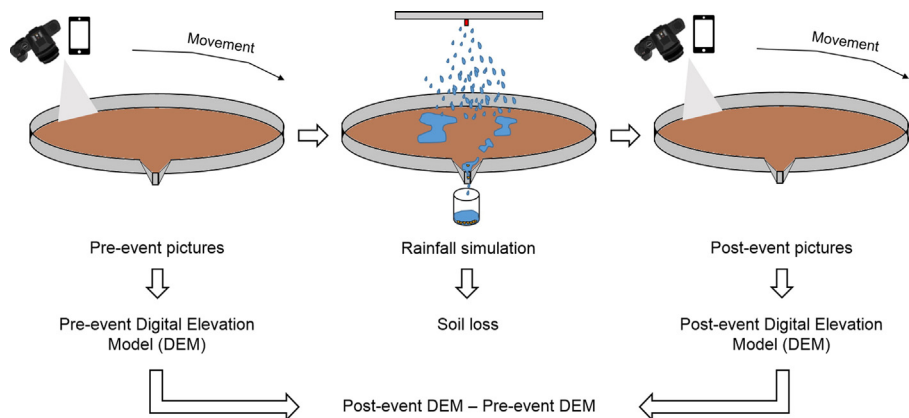 Movement
Movement
Pre-event pictures
Rainfall simulation
Post-event pictures
Pre-event Digital Elevation
Model (DEM)
Soil loss
Post-event Digital Elevation
Model (DEM)
Post-event DEM – Pre-event DEM